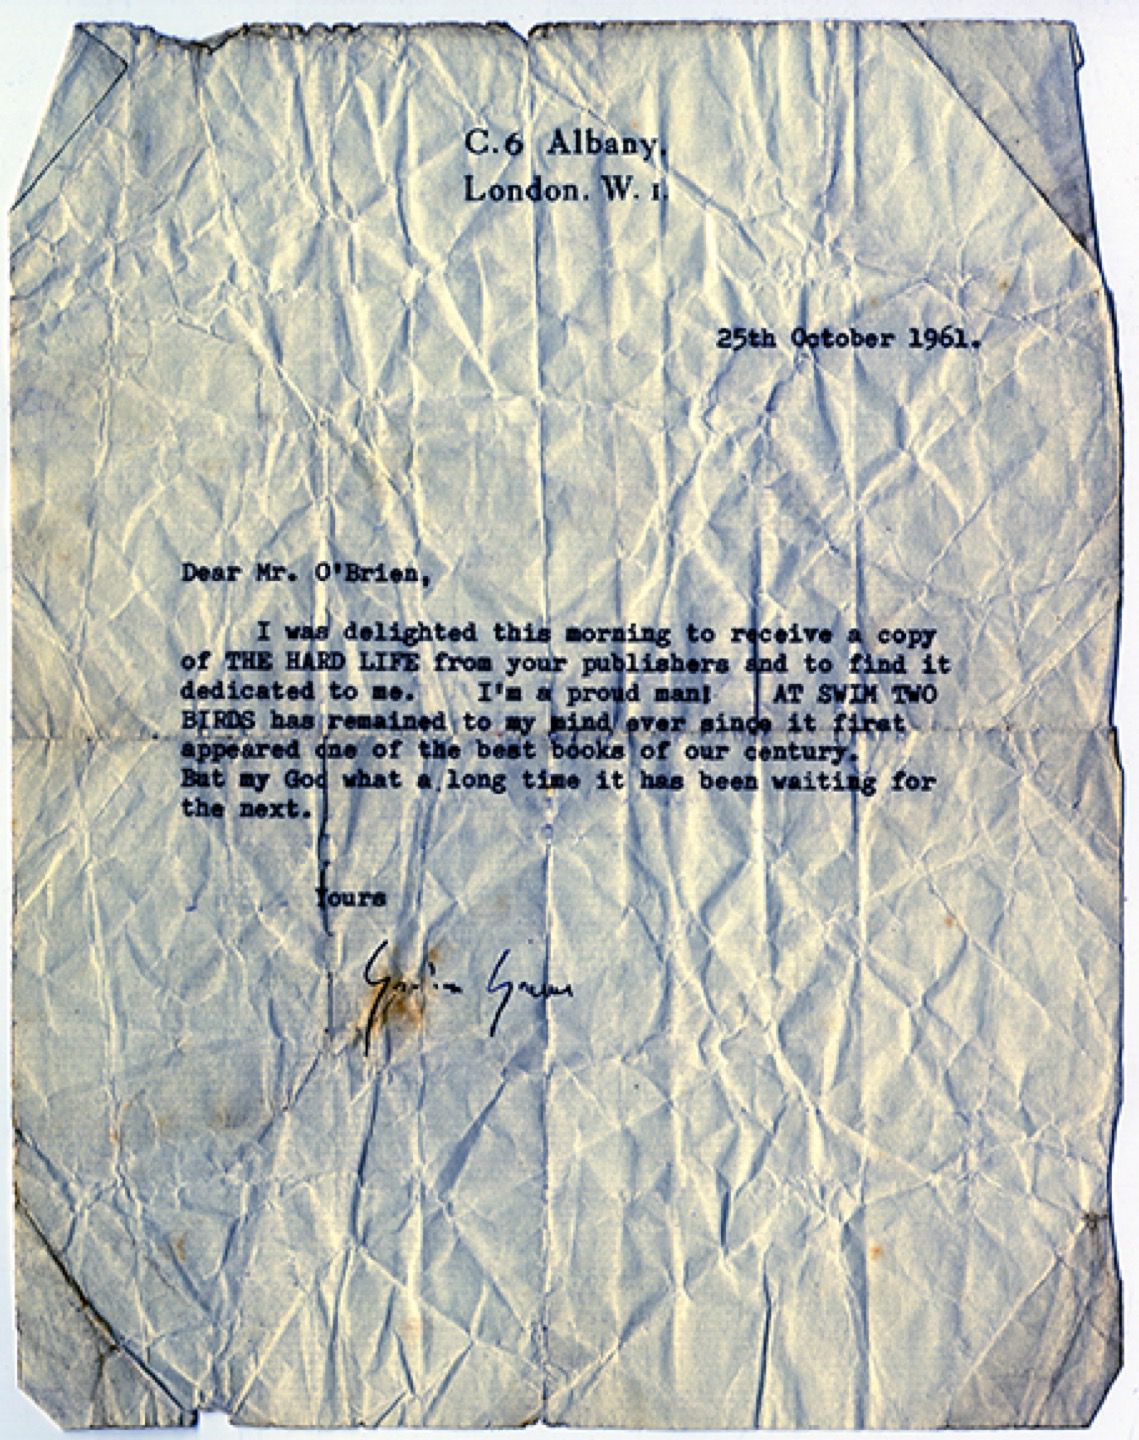 C.6 Albany.
London. W. 1.
25th October 1961.
Dear Mr. O'Brien,
I was delighted this morning to receive a copy
of THE HARD LIFE from your publishers and to find it
dedicated to me. I'm a proud man! AT SWIM TWO
BIRDS has remained to my mind ever since it first
appeared one of the best books of our century.
But my God what a long time it has been waiting for
the next.
Yours
Graham Greene